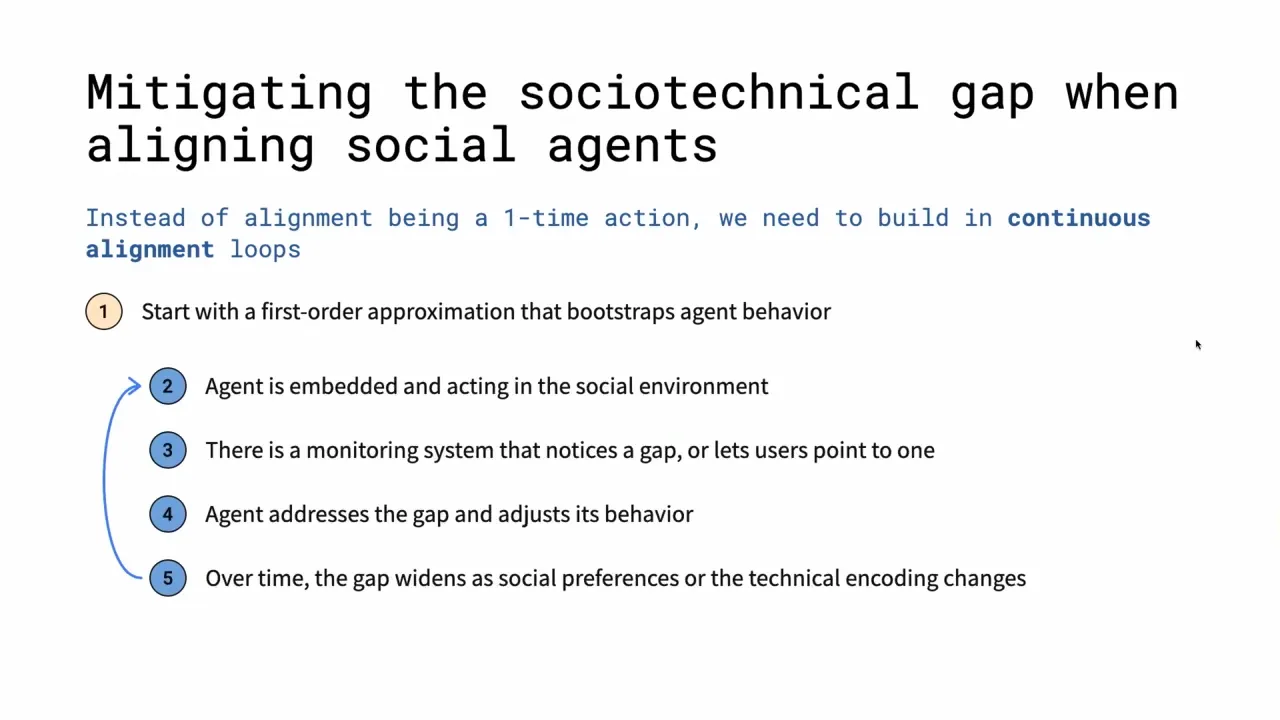 Mitigating the sociotechnical gap when
aligning social agents
Instead of alignment being a 1-time action, we need to build in continuous
alignment loops
1 Start with a first-order approximation that bootstraps agent behavior
2 Agent is embedded and acting in the social environment
3 There is a monitoring system that notices a gap, or lets users point to one
4 Agent addresses the gap and adjusts its behavior
5 Over time, the gap widens as social preferences or the technical encoding changes